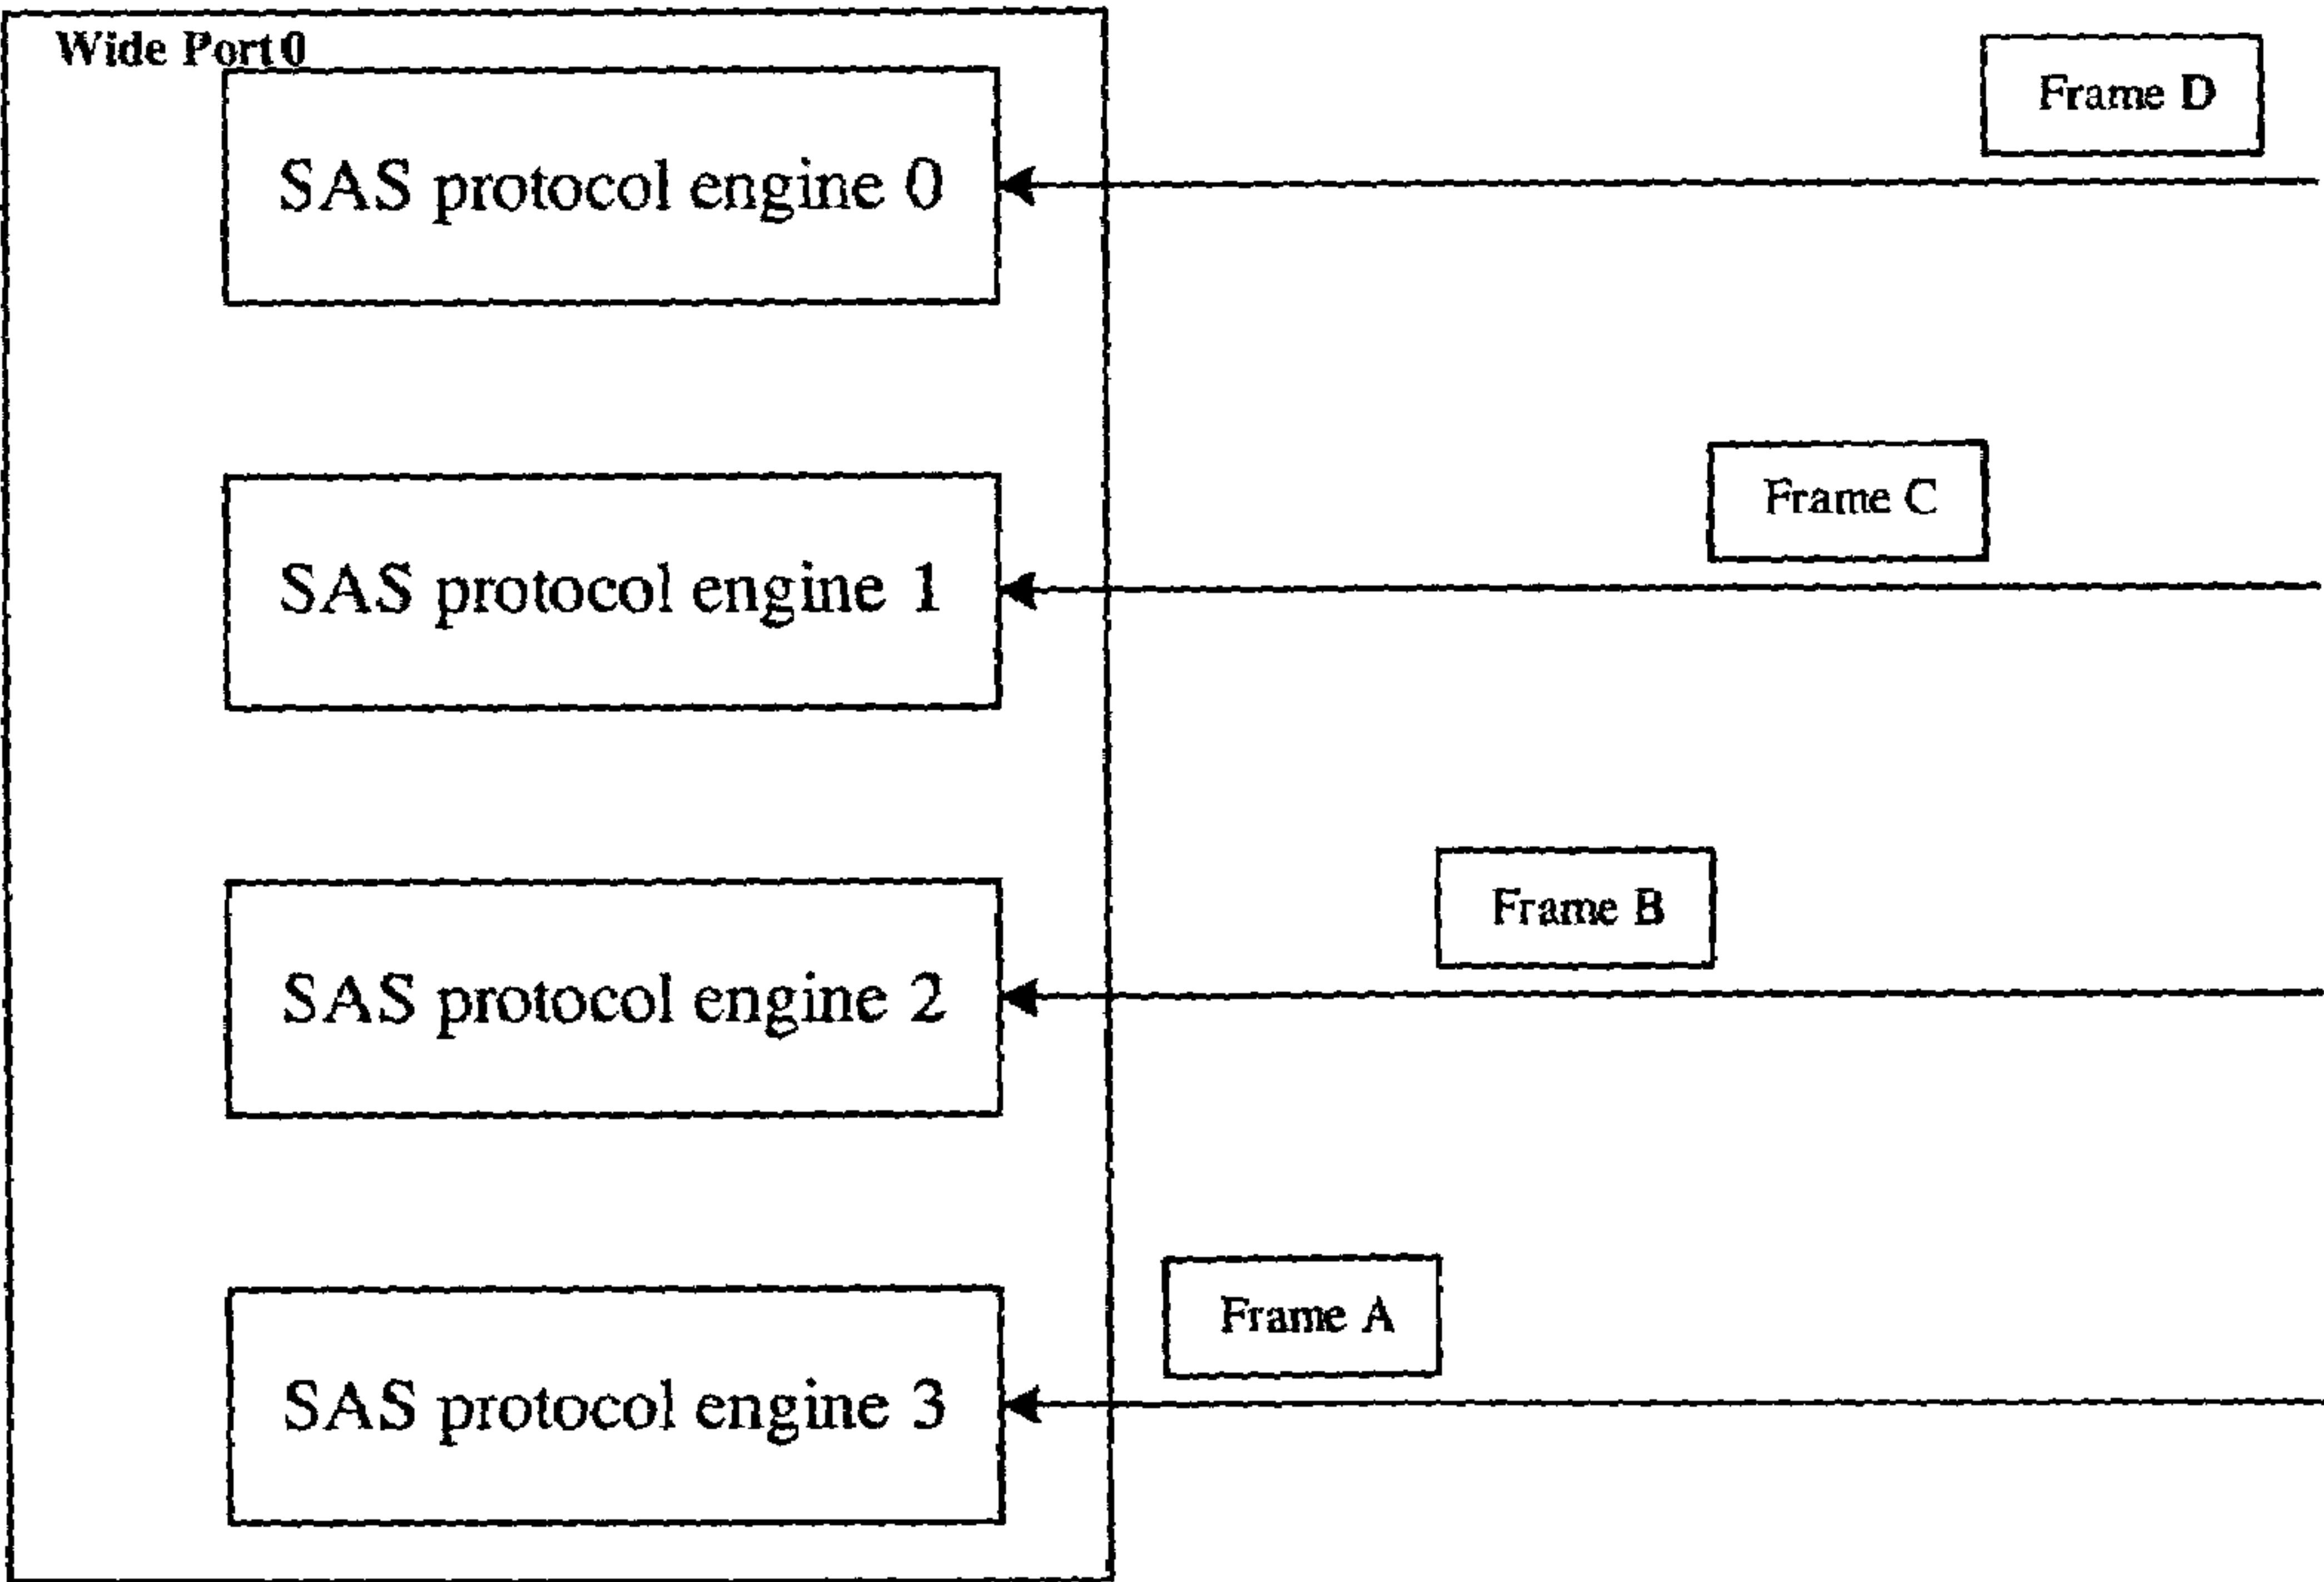 Wide Port 0
Frame D
SAS protocol engine 0
Frame C
SAS protocol engine 1
Frame B
SAS protocol engine 2
Frame A
SAS protocol engine 3